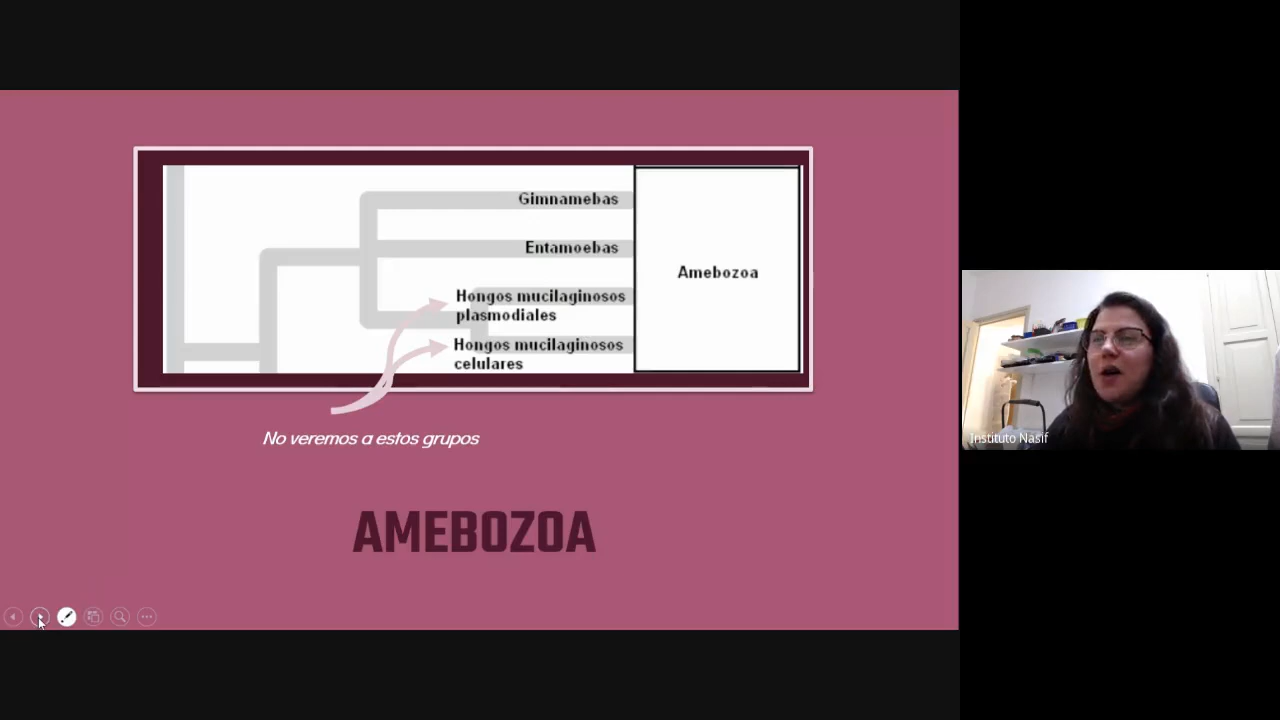 Gimnamebas
Entamoebas
Hongos mucilaginosos
plasmodiales
Hongos mucilaginosos
celulares
Amebozoa
No veremos a estos grupos
AMEBOZOA
Instituto Nasif